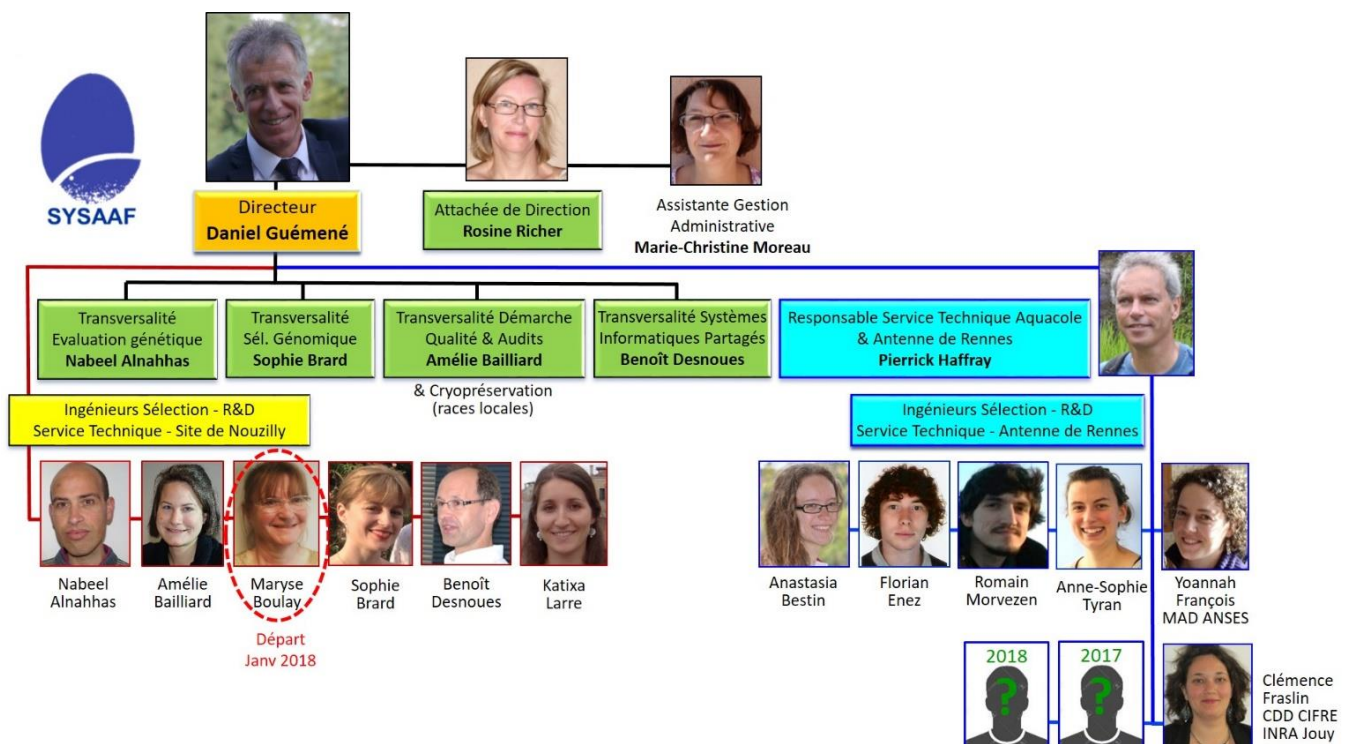 SYSAAF
Directeur
Daniel Guémené
Attachée de Direction
Rosine Richer
Assistante Gestion
Administrative
Marie-Christine Moreau
Transversalité
Evaluation génétique
Nabeel Alnahhas
Transversalité
Sél. Génomique
Sophie Brard
Transversalité Démarche
Qualité & Audits
Amélie Bailliard
& Cryopréservation
(races locales)
Transversalité Systèmes
Informatiques Partagés
Benoît Desnoues
Responsable Service Technique Aquacole
& Antenne de Rennes
Pierrick Haffray
Ingénieurs Sélection - R&D
Service Technique - Site de Nouzilly
Ingénieurs Sélection - R&D
Service Technique - Antenne de Rennes
Nabeel
Alnahhas
Amélie
Bailliard
Maryse
Boulay
Départ
Janv 2018
Sophie
Brard
Benoît
Desnoues
Katixa
Larre
Anastasia
Bestin
Florian
Enez
Romain
Morvezen
Anne-Sophie
Tyran
Yoannah
François
MAD ANSES
2018
?
2017
?
Clémence
Fraslin
CDD CIFRE
INRA Jouy